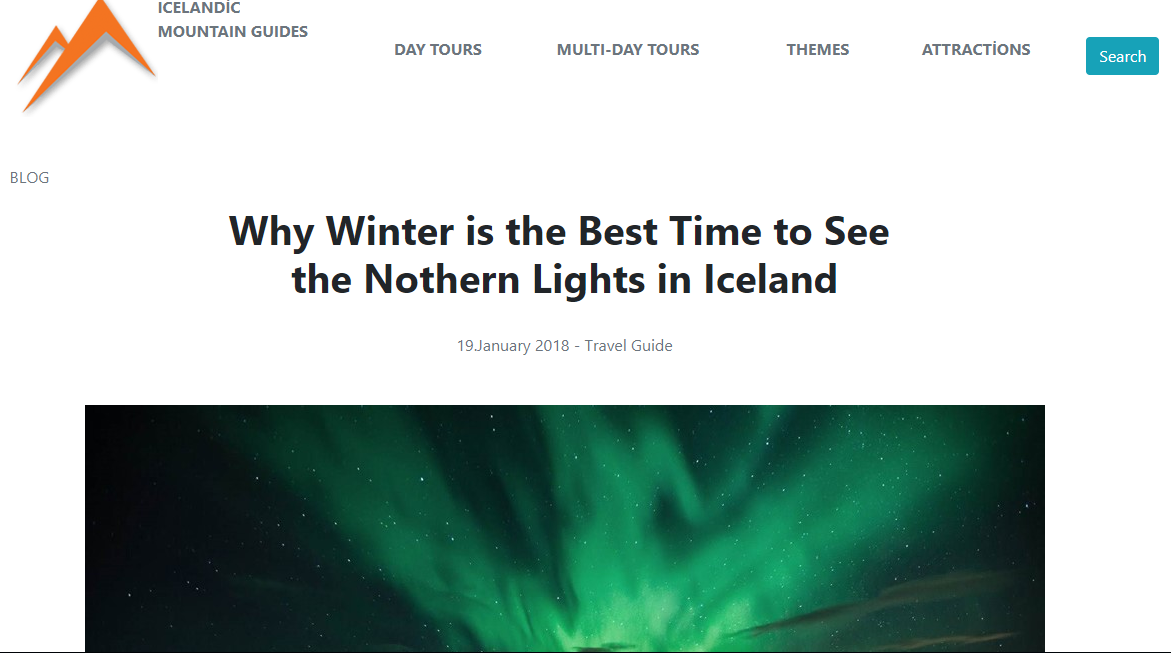 ICELANDİC
MOUNTAIN GUIDES
DAY TOURS
MULTI-DAY TOURS
THEMES
ATTRACTİONS
Search
BLOG
Why Winter is the Best Time to See
the Nothern Lights in Iceland
19.January 2018 - Travel Guide